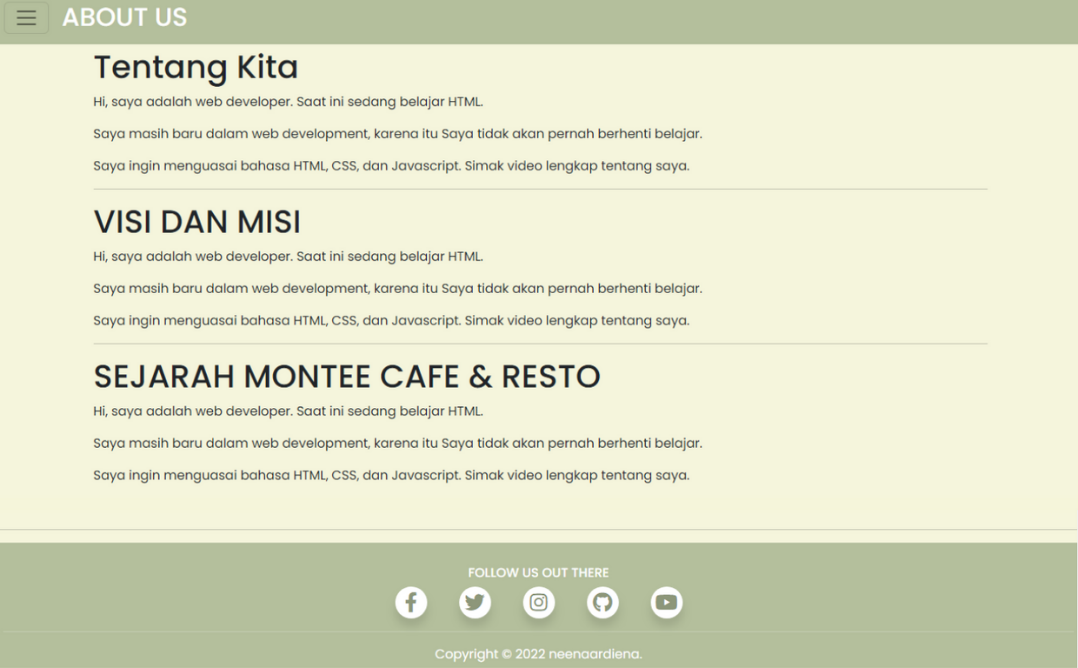 ABOUT US
Tentang Kita
Hi, saya adalah web developer. Saat ini sedang belajar HTML.
Saya masih baru dalam web development, karena itu Saya tidak akan pernah berhenti belajar.
Saya ingin menguasai bahasa HTML, CSS, dan Javascript. Simak video lengkap tentang saya.
VISI DAN MISI
Hi, saya adalah web developer. Saat ini sedang belajar HTML.
Saya masih baru dalam web development, karena itu Saya tidak akan pernah berhenti belajar.
Saya ingin menguasai bahasa HTML, CSS, dan Javascript. Simak video lengkap tentang saya.
SEJARAH MONTEE CAFE & RESTO
Hi, saya adalah web developer. Saat ini sedang belajar HTML.
Saya masih baru dalam web development, karena itu Saya tidak akan pernah berhenti belajar.
Saya ingin menguasai bahasa HTML, CSS, dan Javascript. Simak video lengkap tentang saya.
FOLLOW US OUT THERE
Copyright © 2022 neenaardiena.